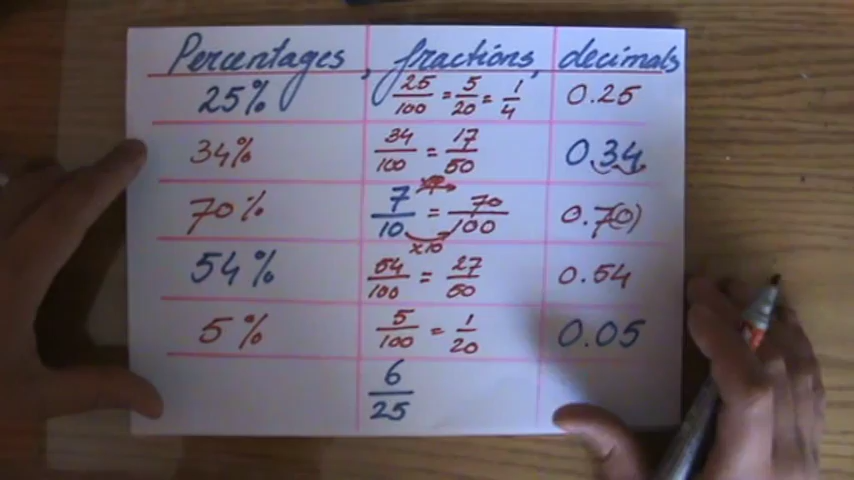 Percentages, fractions, decimals
25% 25/100 = 5/20 = 1/4 0.25
34% 34/100 = 17/50 0.34
70% 7/10 = 70/100 0.7(0)
x10
54% 54/100 = 27/50 0.54
5% 5/100 = 1/20 0.05
6/25